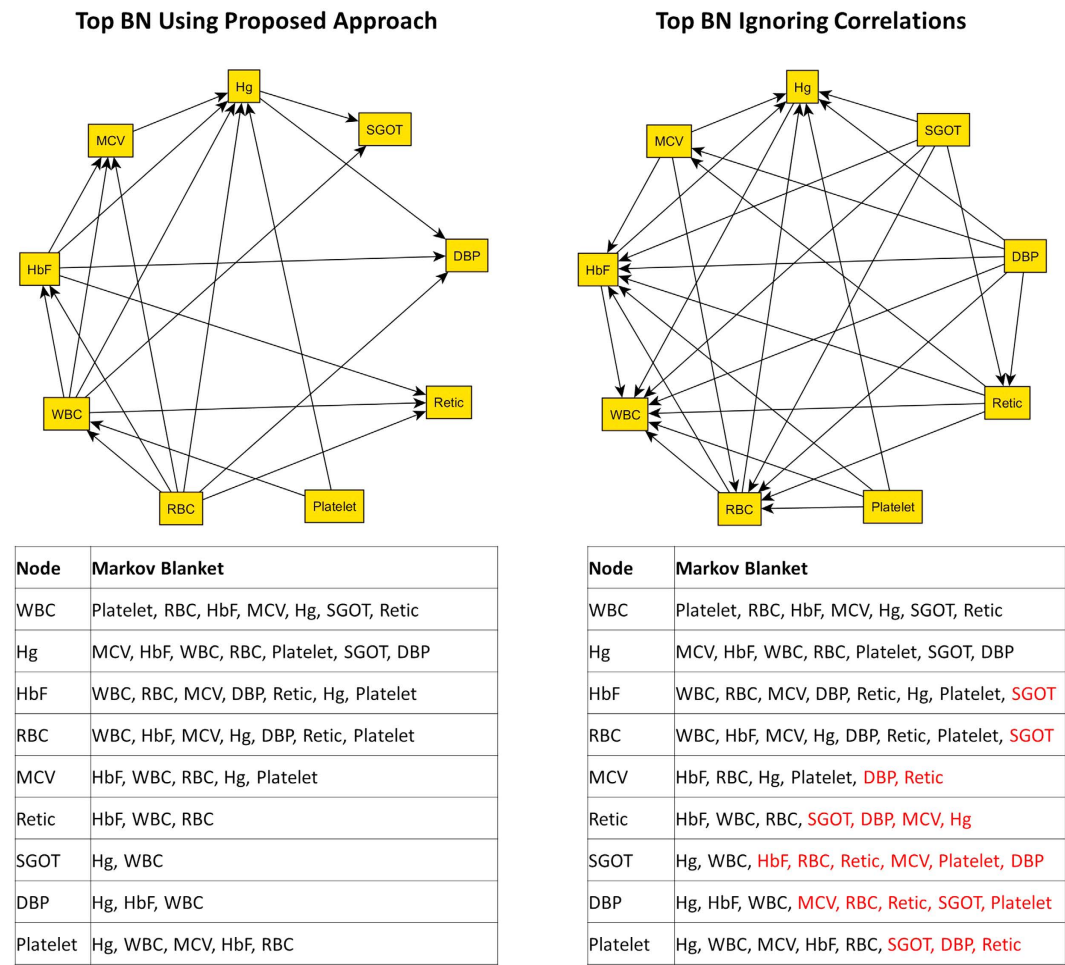 Top BN Using Proposed Approach
Hg
SGOT
MCV
DBP
HbF
Retic
WBC
Platelet
RBC
Node Markov Blanket
WBC Platelet, RBC, HbF, MCV, Hg, SGOT, Retic
Hg MCV, HbF, WBC, RBC, Platelet, SGOT, DBP
HbF WBC, RBC, MCV, DBP, Retic, Hg, Platelet
RBC WBC, HbF, MCV, Hg, DBP, Retic, Platelet
MCV HbF, WBC, RBC, Hg, Platelet
Retic HbF, WBC, RBC
SGOT Hg, WBC
DBP Hg, HbF, WBC
Platelet Hg, WBC, MCV, HbF, RBC
Top BN Ignoring Correlations
Hg
SGOT
MCV
DBP
HbF
Retic
WBC
Platelet
RBC
Node Markov Blanket
WBC Platelet, RBC, HbF, MCV, Hg, SGOT, Retic
Hg MCV, HbF, WBC, RBC, Platelet, SGOT, DBP
HbF WBC, RBC, MCV, DBP, Retic, Hg, Platelet, SGOT
RBC WBC, HbF, MCV, Hg, DBP, Retic, Platelet, SGOT
MCV HbF, RBC, Hg, Platelet, DBP, Retic
Retic HbF, WBC, RBC, SGOT, DBP, MCV, Hg
SGOT Hg, WBC, HbF, RBC, Retic, MCV, Platelet, DBP
DBP Hg, HbF, WBC, MCV, RBC, Retic, SGOT, Platelet
Platelet Hg, WBC, MCV, HbF, RBC, SGOT, DBP, Retic